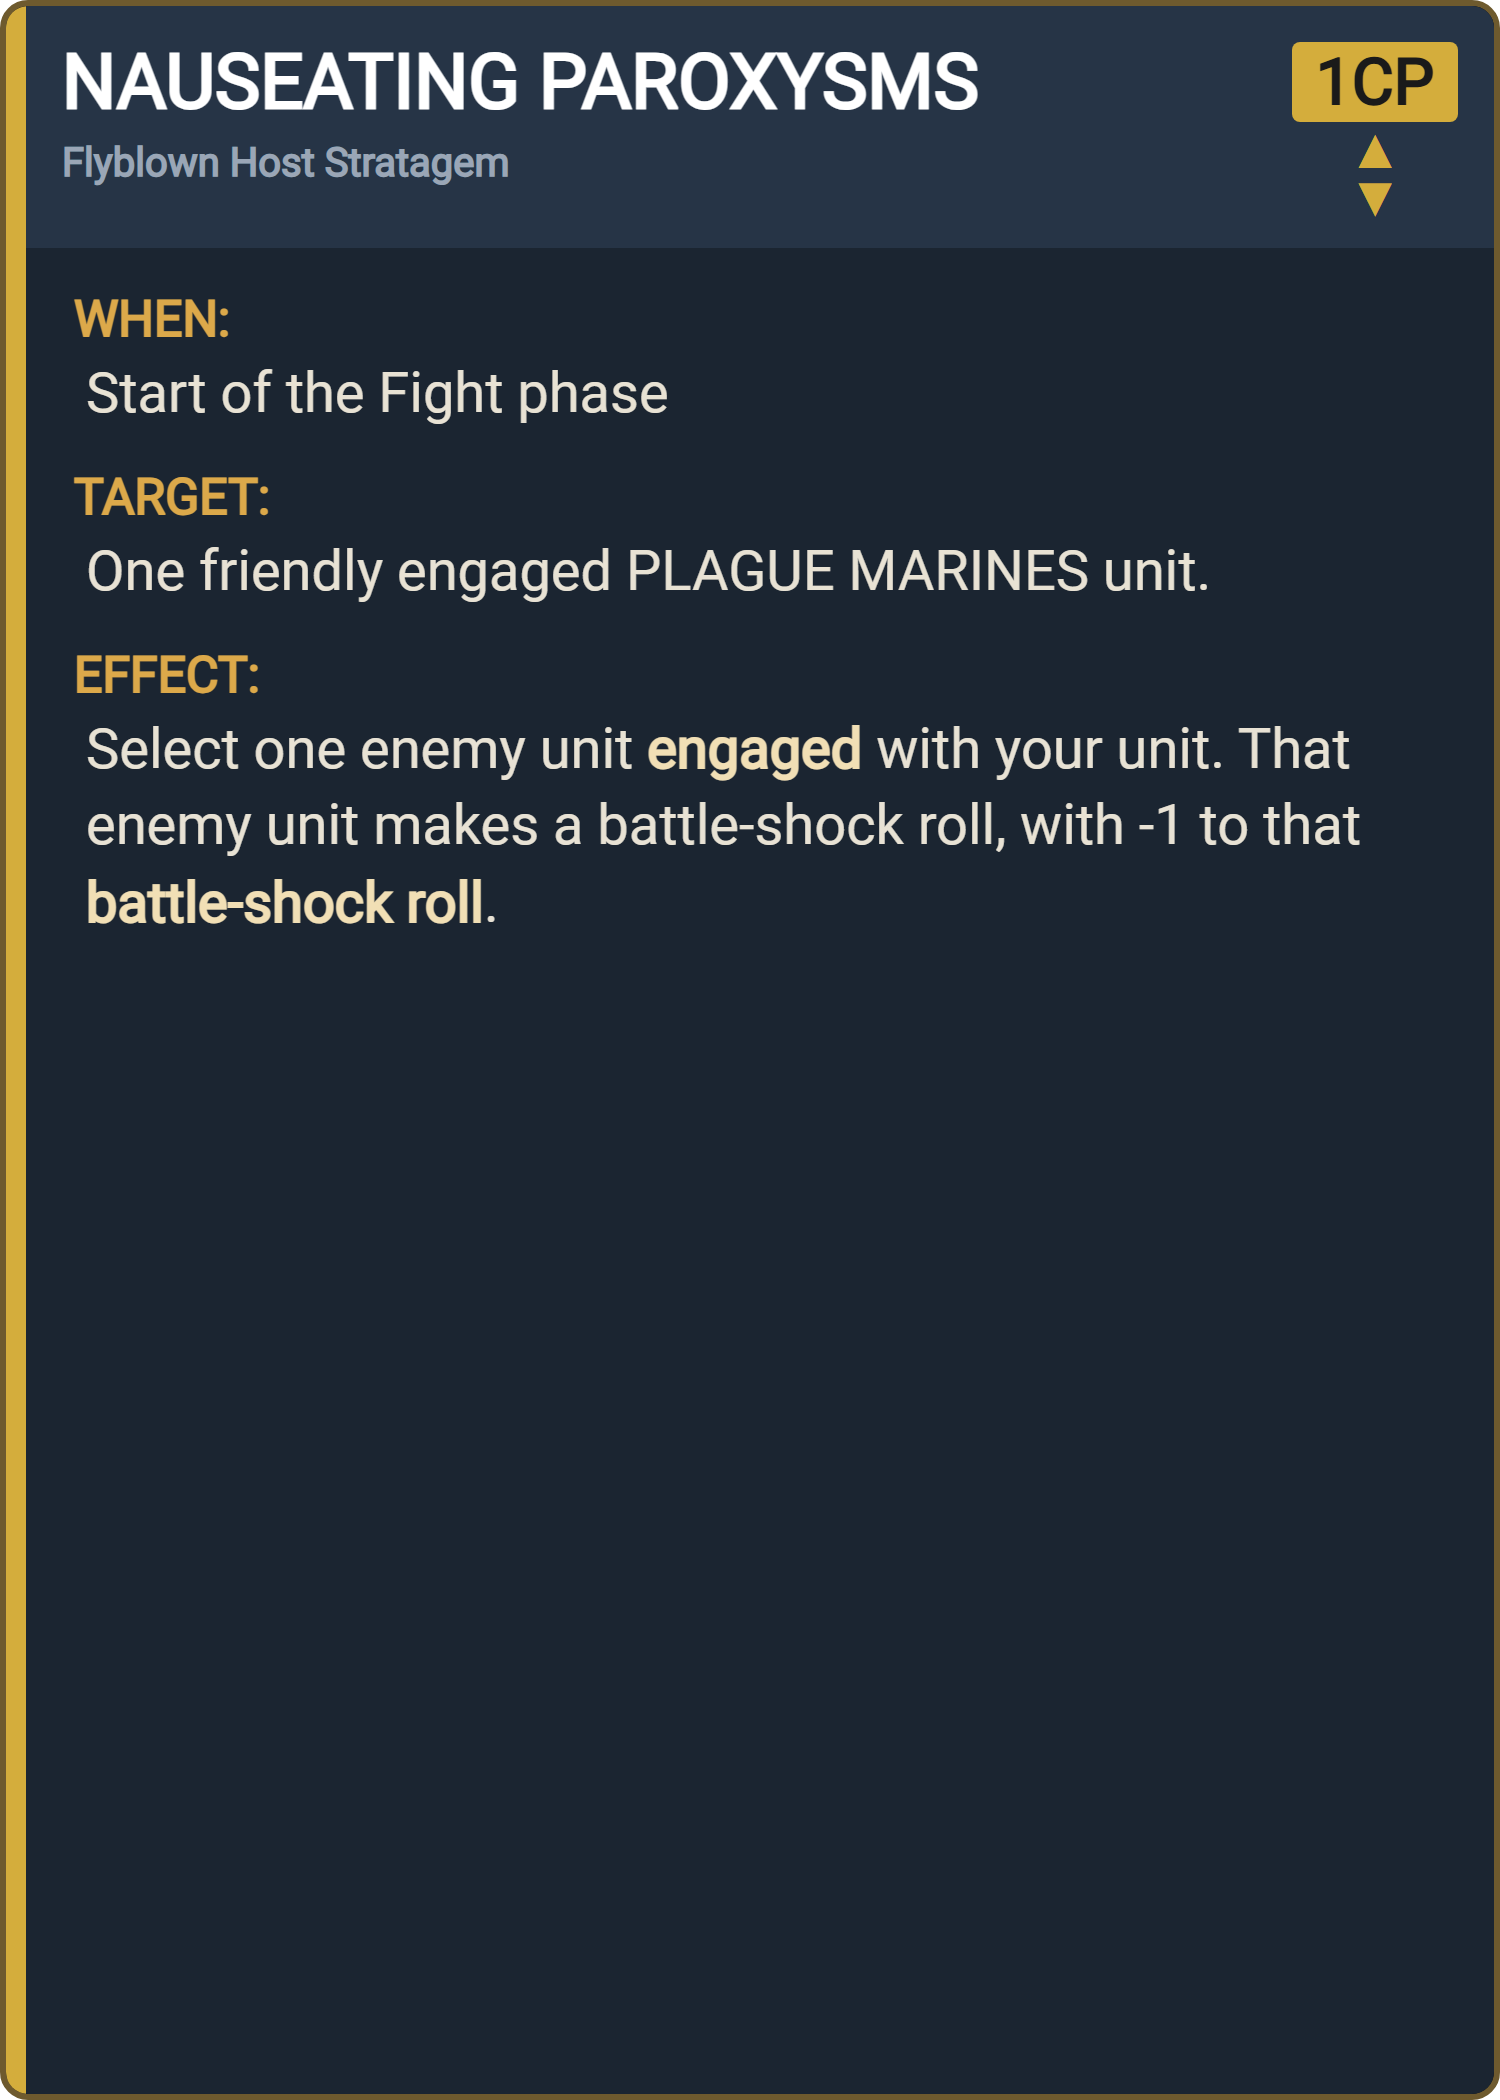 NAUSEATING PAROXYSMS
1CP
Flyblown Host Stratagem
▲
▼
WHEN:
Start of the Fight phase
TARGET:
One friendly engaged PLAGUE MARINES unit.
EFFECT:
Select one enemy unit engaged with your unit. That
enemy unit makes a battle-shock roll, with -1 to that
battle-shock roll.